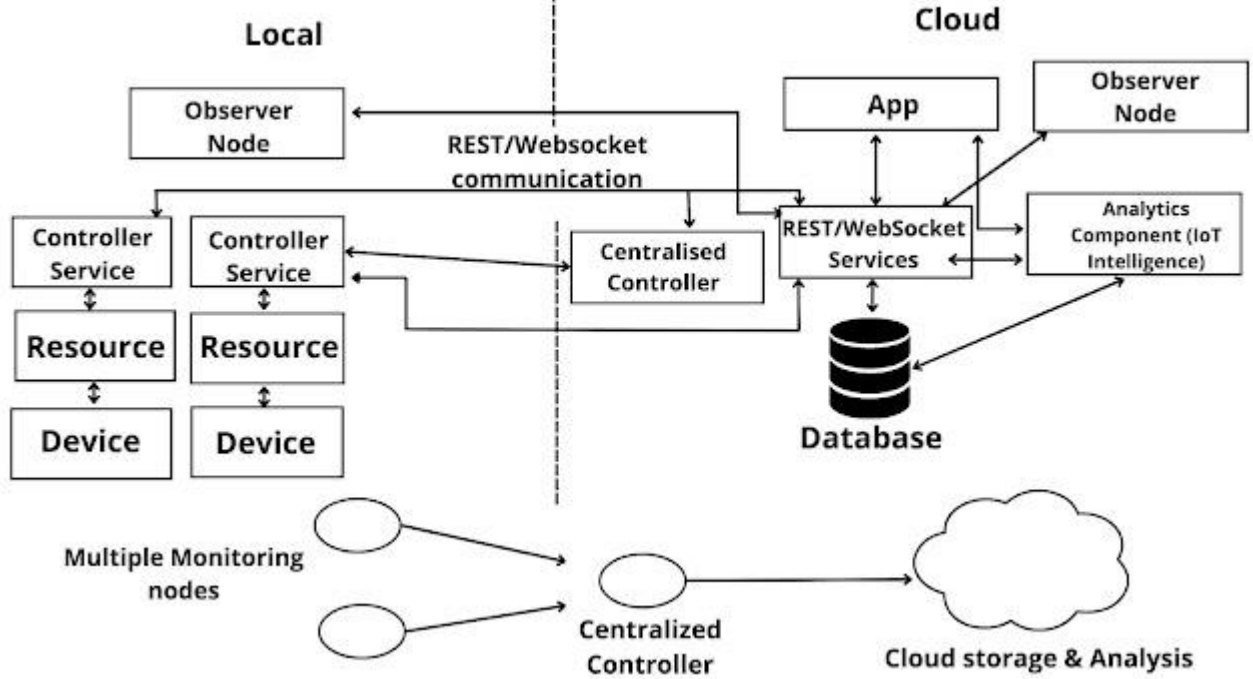 Local
Cloud
Observer
Node
App
Observer
Node
REST/Websocket
communication
Controller
Service
Controller
Service
Centralised
Controller
REST/WebSocket
Services
Analytics
Component (IoT
Intelligence)
Resource
Resource
Device
Device
Database
Multiple Monitoring
nodes
Centralized
Controller
Cloud storage & Analysis